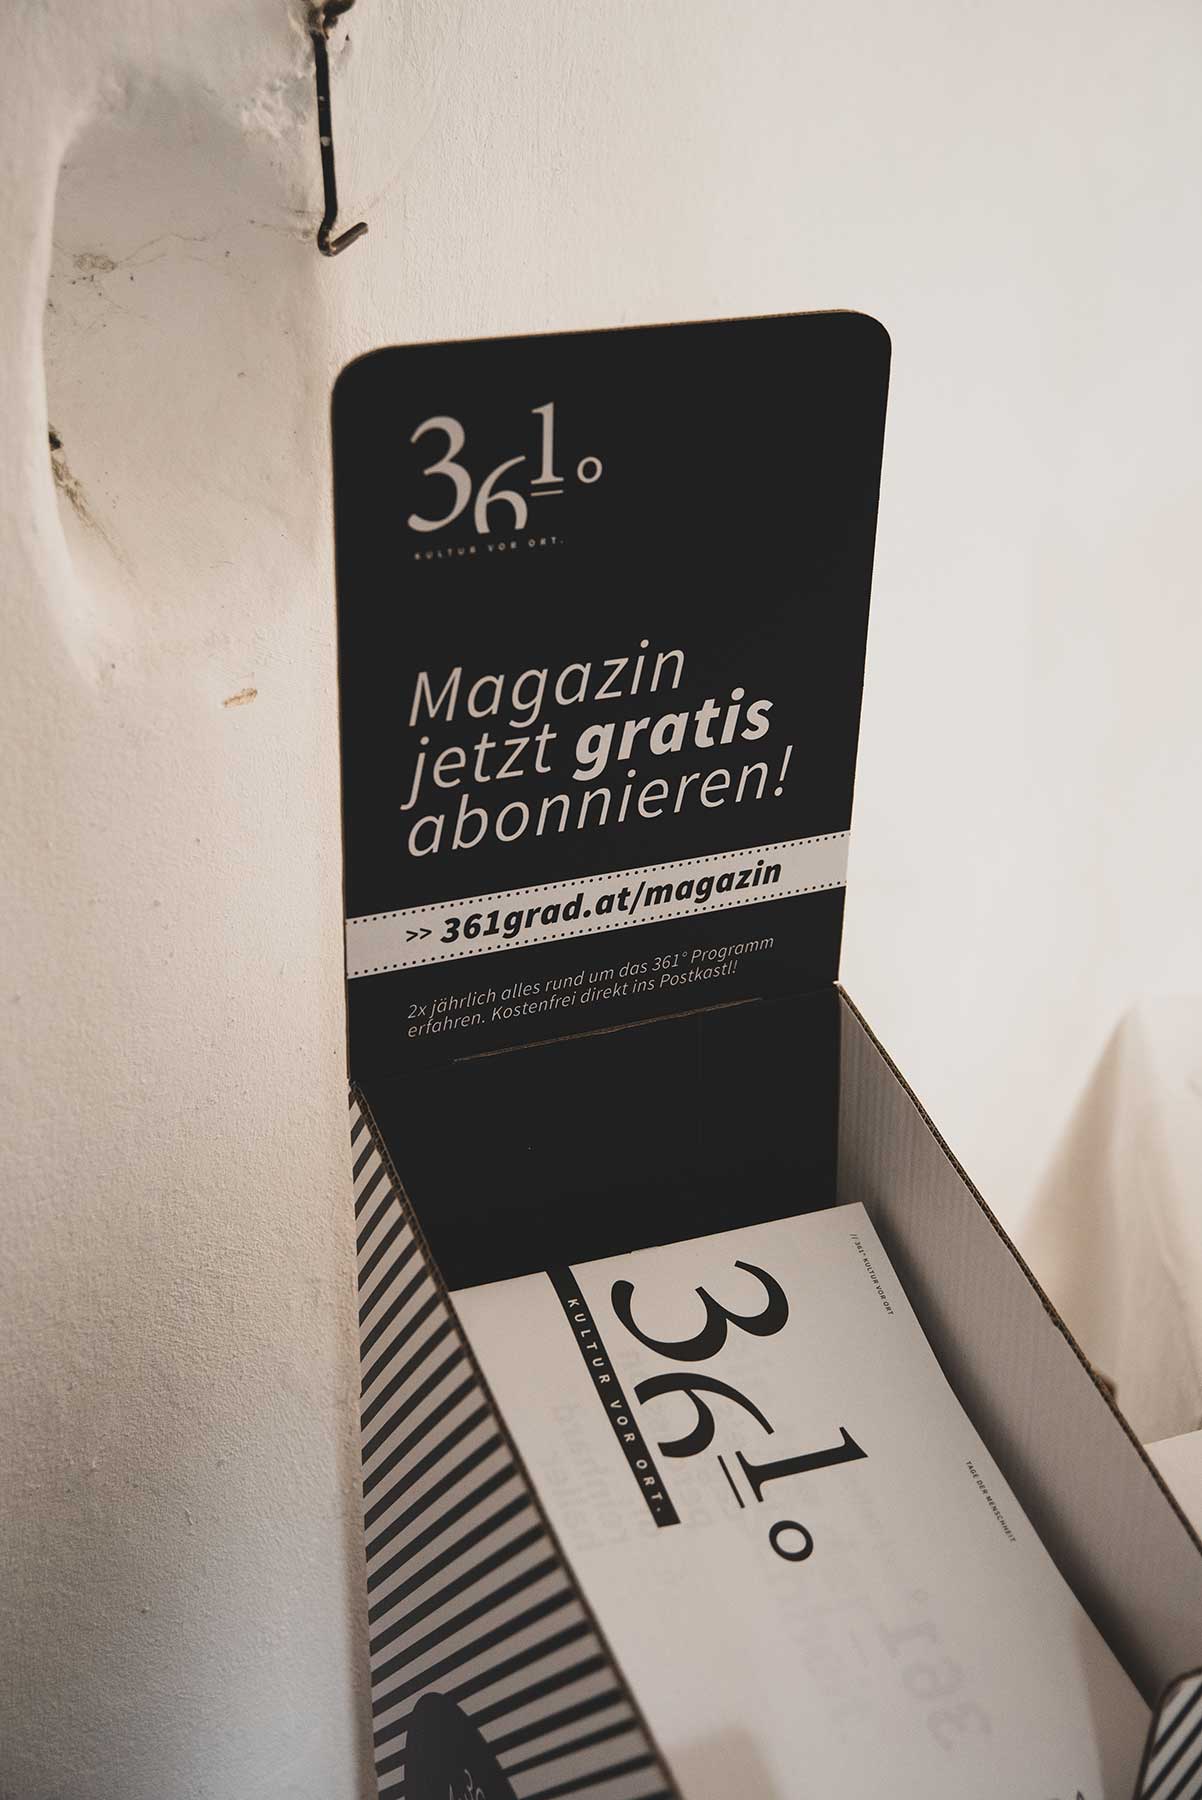 361°
KULTUR VOR ORT.
Magazin
jetzt gratis
abonnieren!
>> 361grad.at/magazin
2x jährlich alles rund um das 361° Programm
erfahren. Kostenfrei direkt ins Postkastl!
// 361° KULTUR VOR ORT
361°
KULTUR VOR ORT.
TAGE DER MENSCHHEIT